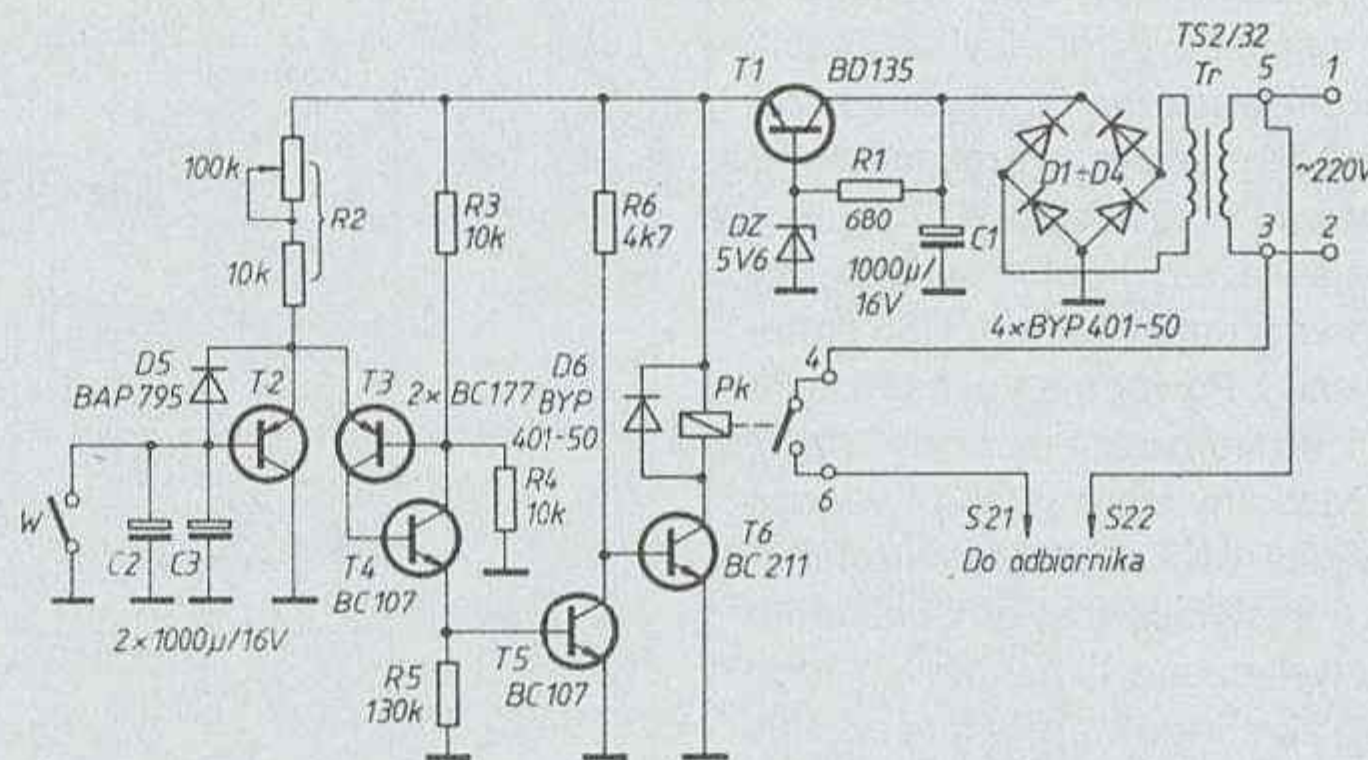 TS2/32
Tr
5
1
T1
BD135
100k
R2
10k
R3
10k
R6
4k7
R1
680
DZ
5V6
C1
1000µ/
16V
D1÷D4
~220V
3
2
4×BYP401-50
D5
BAP795
T2
T3
2×BC177
D6
BYP
401-50
Pk
4
6
W
C2
C3
2×1000µ/16V
T4
BC107
R4
10k
T5
BC107
R5
130k
T6
BC211
S21
S22
Do odbiornika